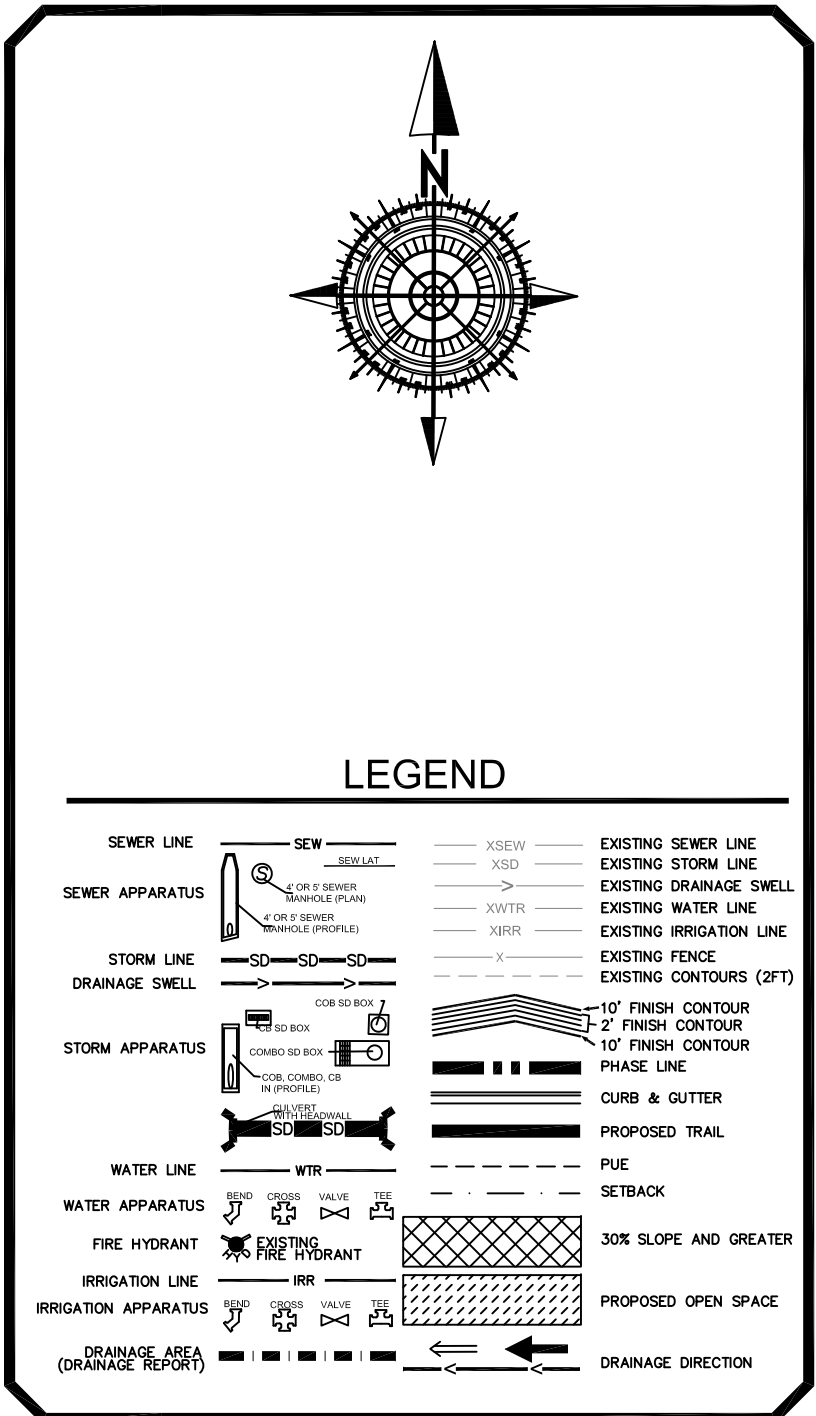 N
LEGEND
SEWER LINE
SEW
SEW LAT
SEWER APPARATUS
S
4' OR 5' SEWER
MANHOLE (PLAN)
4' OR 5' SEWER
MANHOLE (PROFILE)
STORM LINE
SD SD SD
DRAINAGE SWELL
> >
COB SD BOX
CB SD BOX
STORM APPARATUS
COMBO SD BOX
COB, COMBO, CB
IN (PROFILE)
CULVERT
WITH HEADWALL
SD SD
WATER LINE
WTR
WATER APPARATUS
BEND CROSS VALVE TEE
FIRE HYDRANT
EXISTING
FIRE HYDRANT
IRRIGATION LINE
IRR
IRRIGATION APPARATUS
BEND CROSS VALVE TEE
DRAINAGE AREA
(DRAINAGE REPORT)
XSEW EXISTING SEWER LINE
XSD EXISTING STORM LINE
> EXISTING DRAINAGE SWELL
XWTR EXISTING WATER LINE
XIRR EXISTING IRRIGATION LINE
X EXISTING FENCE
EXISTING CONTOURS (2FT)
10' FINISH CONTOUR
2' FINISH CONTOUR
10' FINISH CONTOUR
PHASE LINE
CURB & GUTTER
PROPOSED TRAIL
PUE
SETBACK
30% SLOPE AND GREATER
PROPOSED OPEN SPACE
< < DRAINAGE DIRECTION